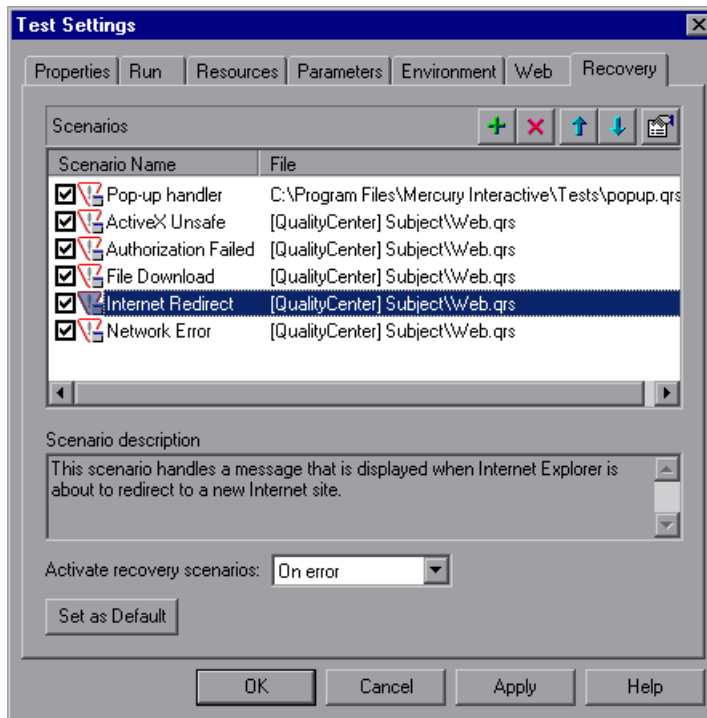 Test Settings
Properties Run Resources Parameters Environment Web Recovery
Scenarios
Scenario Name File
Pop-up handler C:\Program Files\Mercury Interactive\Tests\popup.qrs
ActiveX Unsafe [QualityCenter] Subject\Web.qrs
Authorization Failed [QualityCenter] Subject\Web.qrs
File Download [QualityCenter] Subject\Web.qrs
Internet Redirect [QualityCenter] Subject\Web.qrs
Network Error [QualityCenter] Subject\Web.qrs
Scenario description
This scenario handles a message that is displayed when Internet Explorer is
about to redirect to a new Internet site.
Activate recovery scenarios: On error
Set as Default
OK Cancel Apply Help